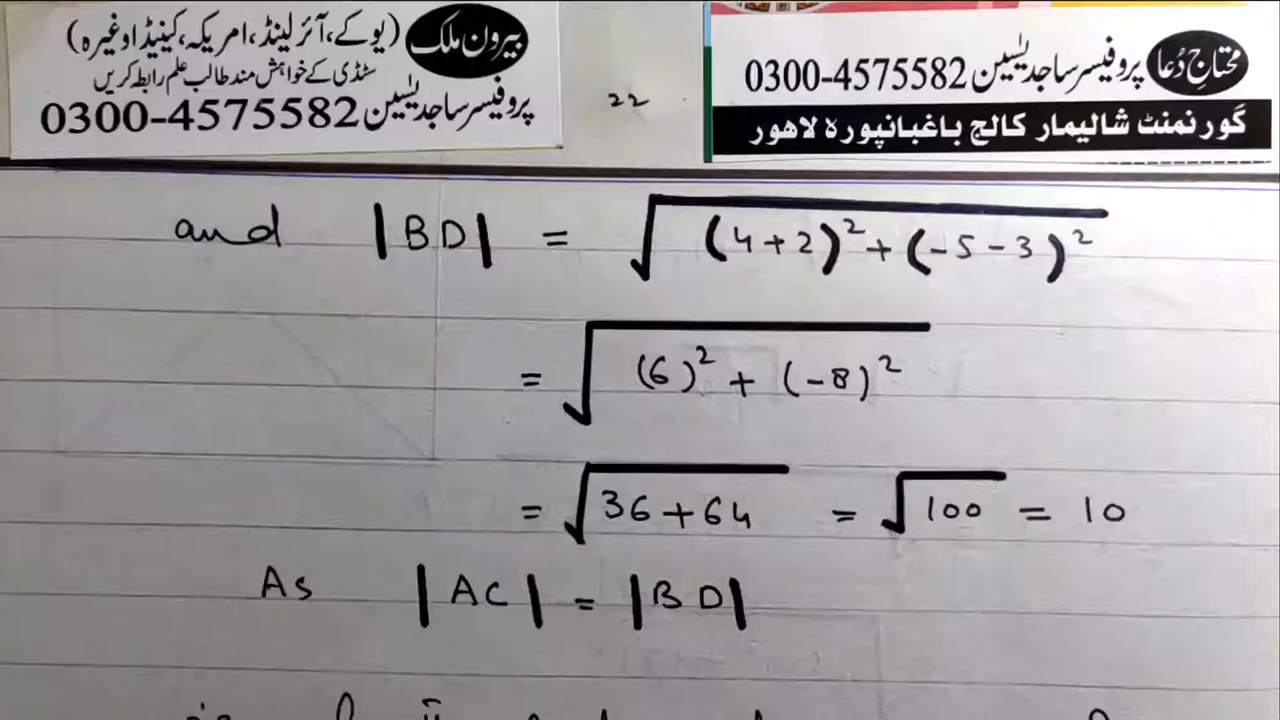 بیرون ملک (یوکے، آئرلینڈ، امریکہ، کینیڈا وغیرہ)
سٹڈی کے خواہش مند طالب علم رابطہ کریں
پروفیسر ساجد یٰسین 0300-4575582
22
محتاجِ دُعا پروفیسر ساجد یٰسین 0300-4575582
گورنمنٹ شالیمار کالج باغبانپورہ لاہور
and |BD| = √((4+2)² + (-5-3)²)
= √((6)² + (-8)²)
= √(36+64) = √100 = 10
As |AC| = |BD|